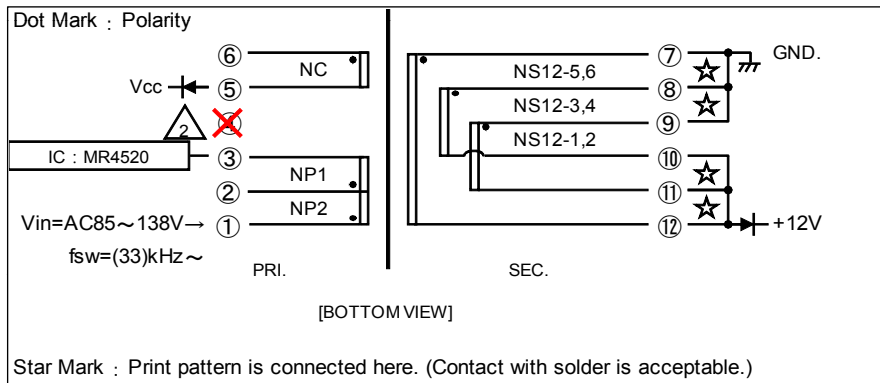 Dot Mark : Polarity
⑥
NC
Vcc
⑤
2
④
IC : MR4520
③
NP1
②
NP2
Vin=AC85～138V→
①
fsw=(33)kHz～
PRI.
⑦
GND.
NS12-5,6
☆
⑧
NS12-3,4
☆
⑨
NS12-1,2
⑩
☆
⑪
☆
⑫
+12V
SEC.
[BOTTOM VIEW]
Star Mark : Print pattern is connected here. (Contact with solder is acceptable.)